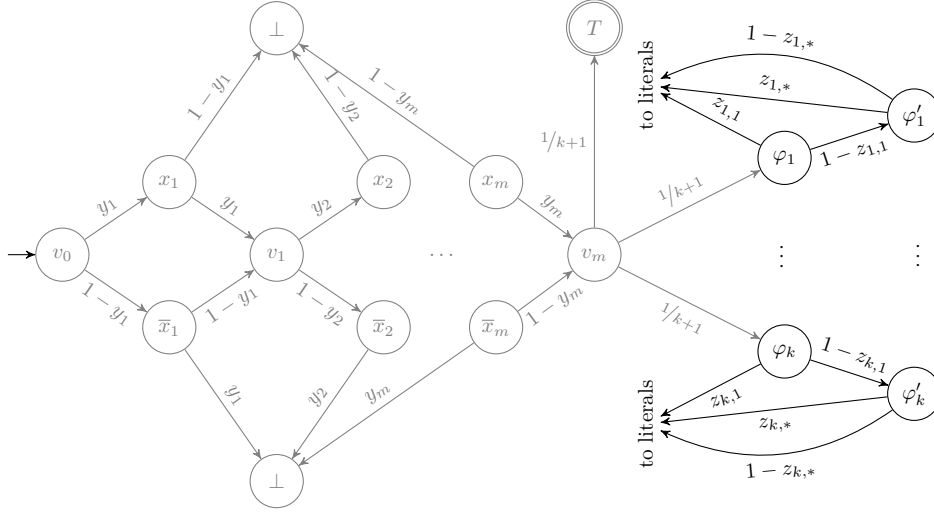 ⊥
T
1 − y₁
1 − y₂
1 − yₘ
1/k+1
to literals
1 − z₁,∗
z₁,∗
z₁,₁
φ₁
1 − z₁,₁
φ′₁
x₁
x₂
xₘ
y₁
y₁
y₂
yₘ
1/k+1
v₀
v₁
⋯
vₘ
⋮
⋮
1 − y₁
1 − y₁
1 − y₂
1 − yₘ
1/k+1
x̅₁
x̅₂
x̅ₘ
φₖ
1 − zₖ,₁
φ′ₖ
y₁
y₂
yₘ
to literals
zₖ,₁
zₖ,∗
1 − zₖ,∗
⊥